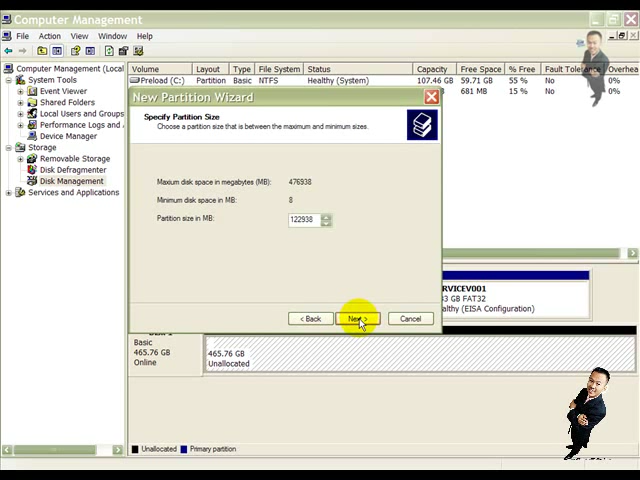 Computer Management
File Action View Window Help
Computer Management (Local
System Tools
Event Viewer
Shared Folders
Local Users and Groups
Performance Logs and
Device Manager
Storage
Removable Storage
Disk Defragmenter
Disk Management
Services and Applications
Volume Layout Type File System Status Capacity Free Space % Free Fault Tolerance Overhea
Preload (C:) Partition Basic NTFS Healthy (System) 107.46 GB 59.71 GB 55 % No 0%
681 MB 15 % 0%
New Partition Wizard
Specify Partition Size
Choose a partition size that is between the maximum and minimum sizes.
Maxium disk space in megabytes (MB): 476938
Minimum disk space in MB: 8
Partition size in MB: 122938
< Back Next > Cancel
RVICEV001
GB FAT32
althy (EISA Configuration)
Basic
465.76 GB
Online
465.76 GB
Unallocated
Unallocated Primary partition